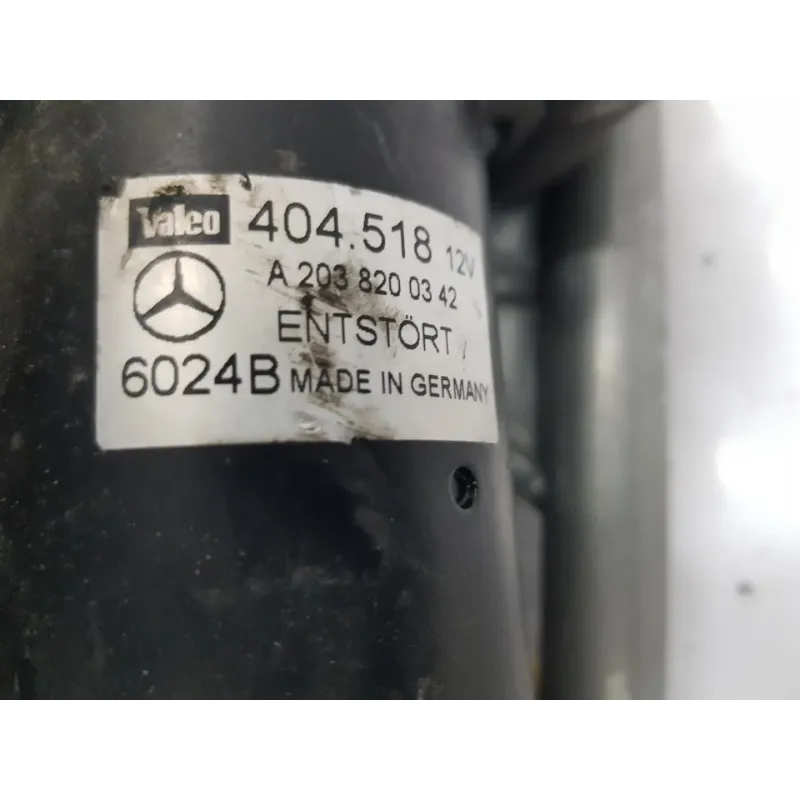 Valeo 404.518 12V
A 203 820 03 42
ENTSTÖRT
6024B MADE IN GERMANY